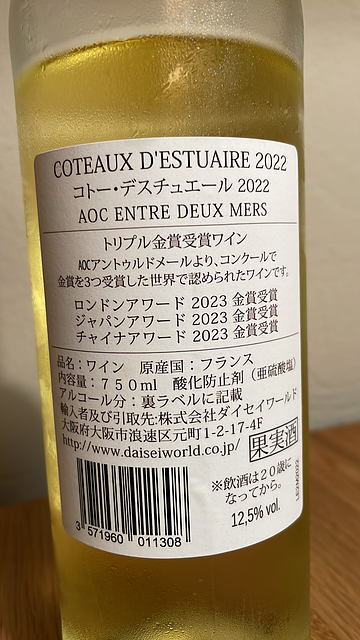 COTEAUX D'ESTUAIRE 2022
コトー・デスチュエール 2022
AOC ENTRE DEUX MERS
トリプル金賞受賞ワイン
AOCアントゥルドメールより、コンクールで
金賞を3つ受賞した世界で認められたワインです。
ロンドンアワード 2023 金賞受賞
ジャパンアワード 2023 金賞受賞
チャイナアワード 2023 金賞受賞
品名：ワイン 原産国：フランス
内容量：７５０ml 酸化防止剤（亜硫酸塩）
アルコール分：裏ラベルに記載
輸入者及び引取先:株式会社ダイセイワールド
大阪府大阪市浪速区元町1-2-17-4F
http://www.daiseiworld.co.jp/
果実酒
※飲酒は２０歳に
なってから。
12,5% vol.
3 571960 011308